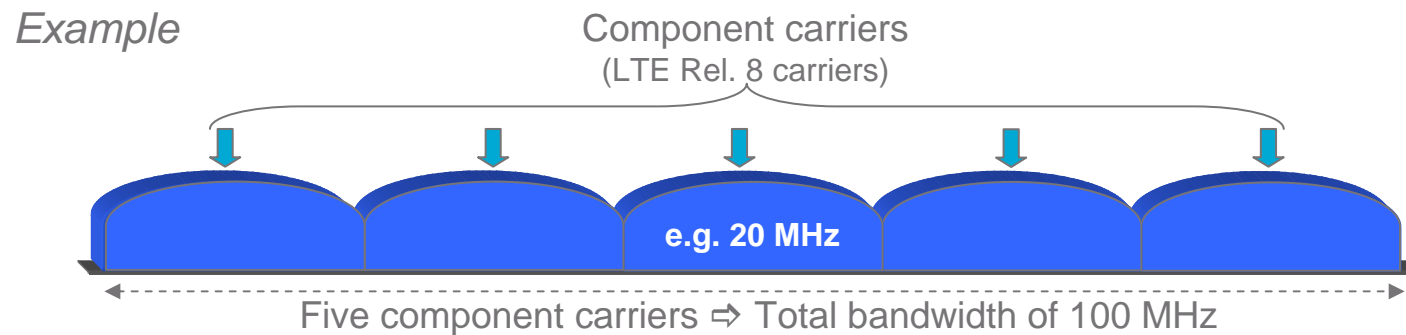 Example
Component carriers
(LTE Rel. 8 carriers)
e.g. 20 MHz
Five component carriers ⇨ Total bandwidth of 100 MHz